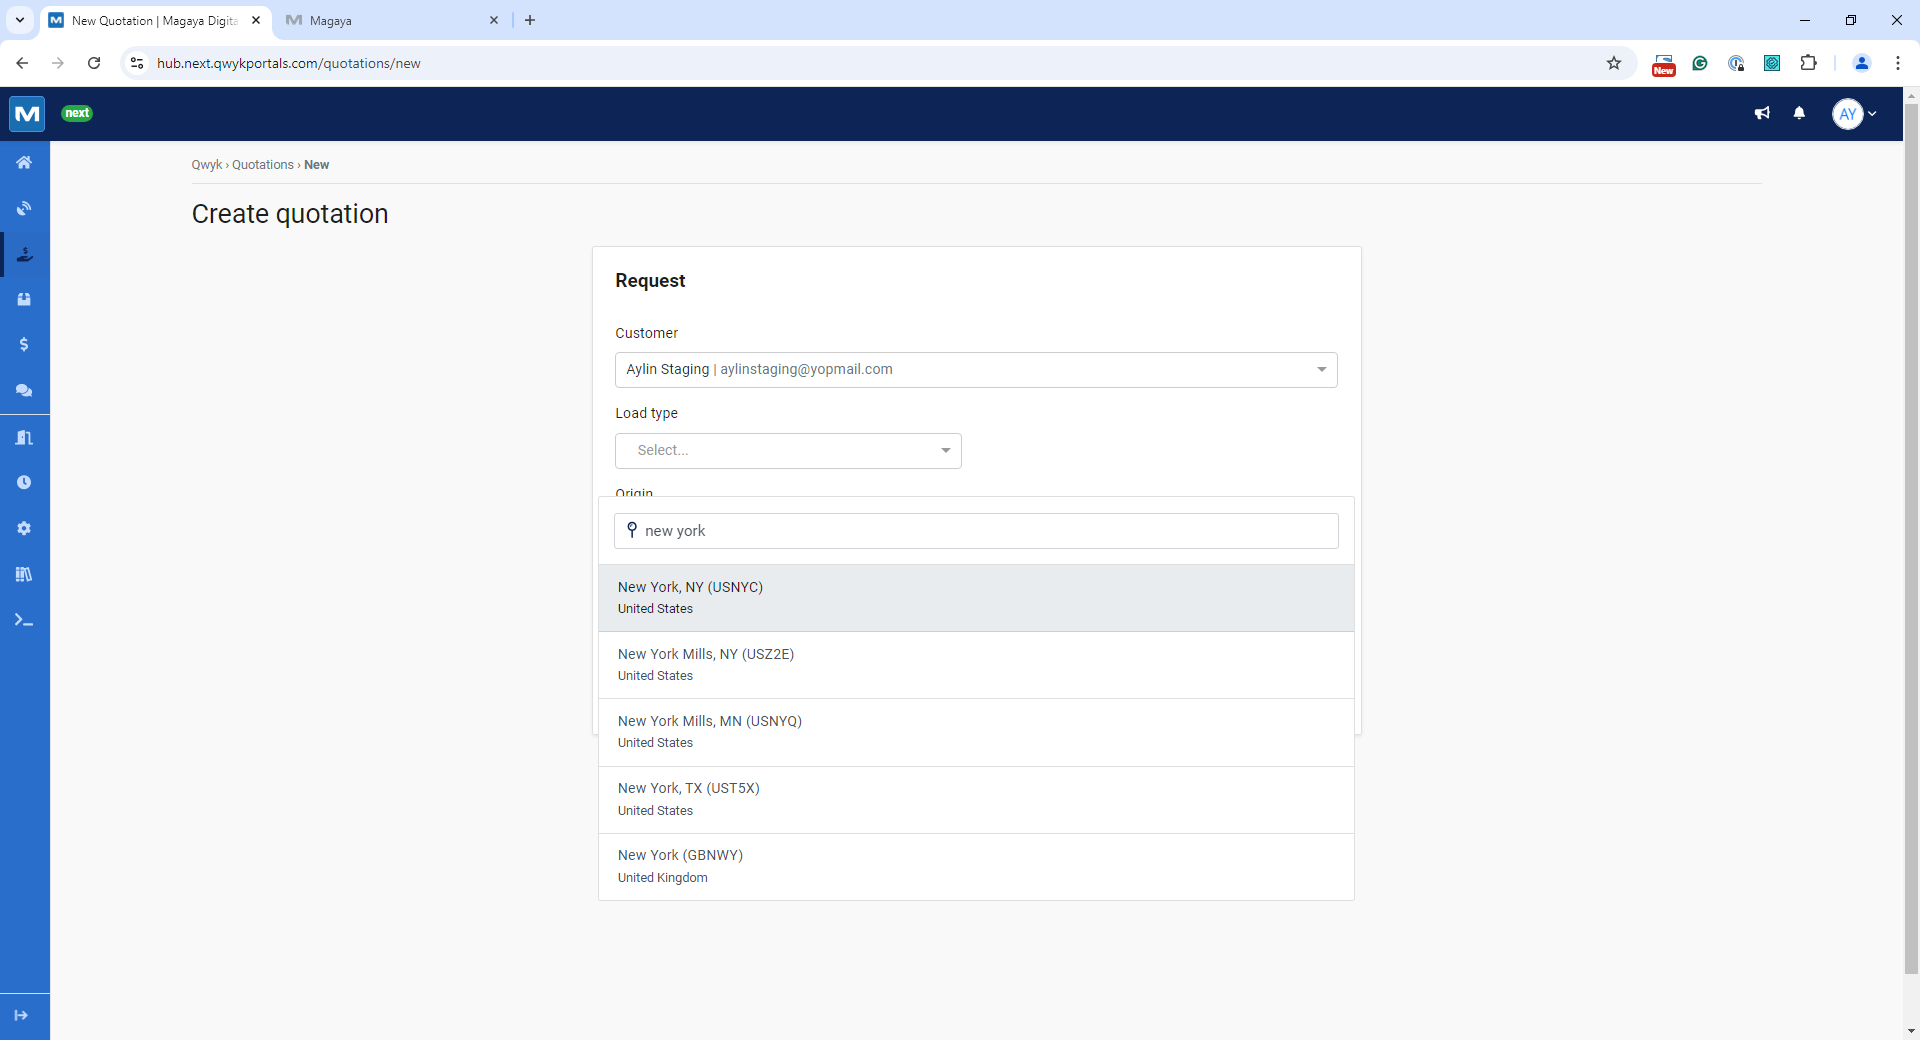 New Quotation | Magaya Digita
Magaya
hub.next.qwykportals.com/quotations/new
New
next
AY
Qwyk › Quotations › New
Create quotation
Request
Customer
Aylin Staging | aylinstaging@yopmail.com
Load type
Select...
Origin
new york
New York, NY (USNYC)
United States
New York Mills, NY (USZ2E)
United States
New York Mills, MN (USNYQ)
United States
New York, TX (UST5X)
United States
New York (GBNWY)
United Kingdom